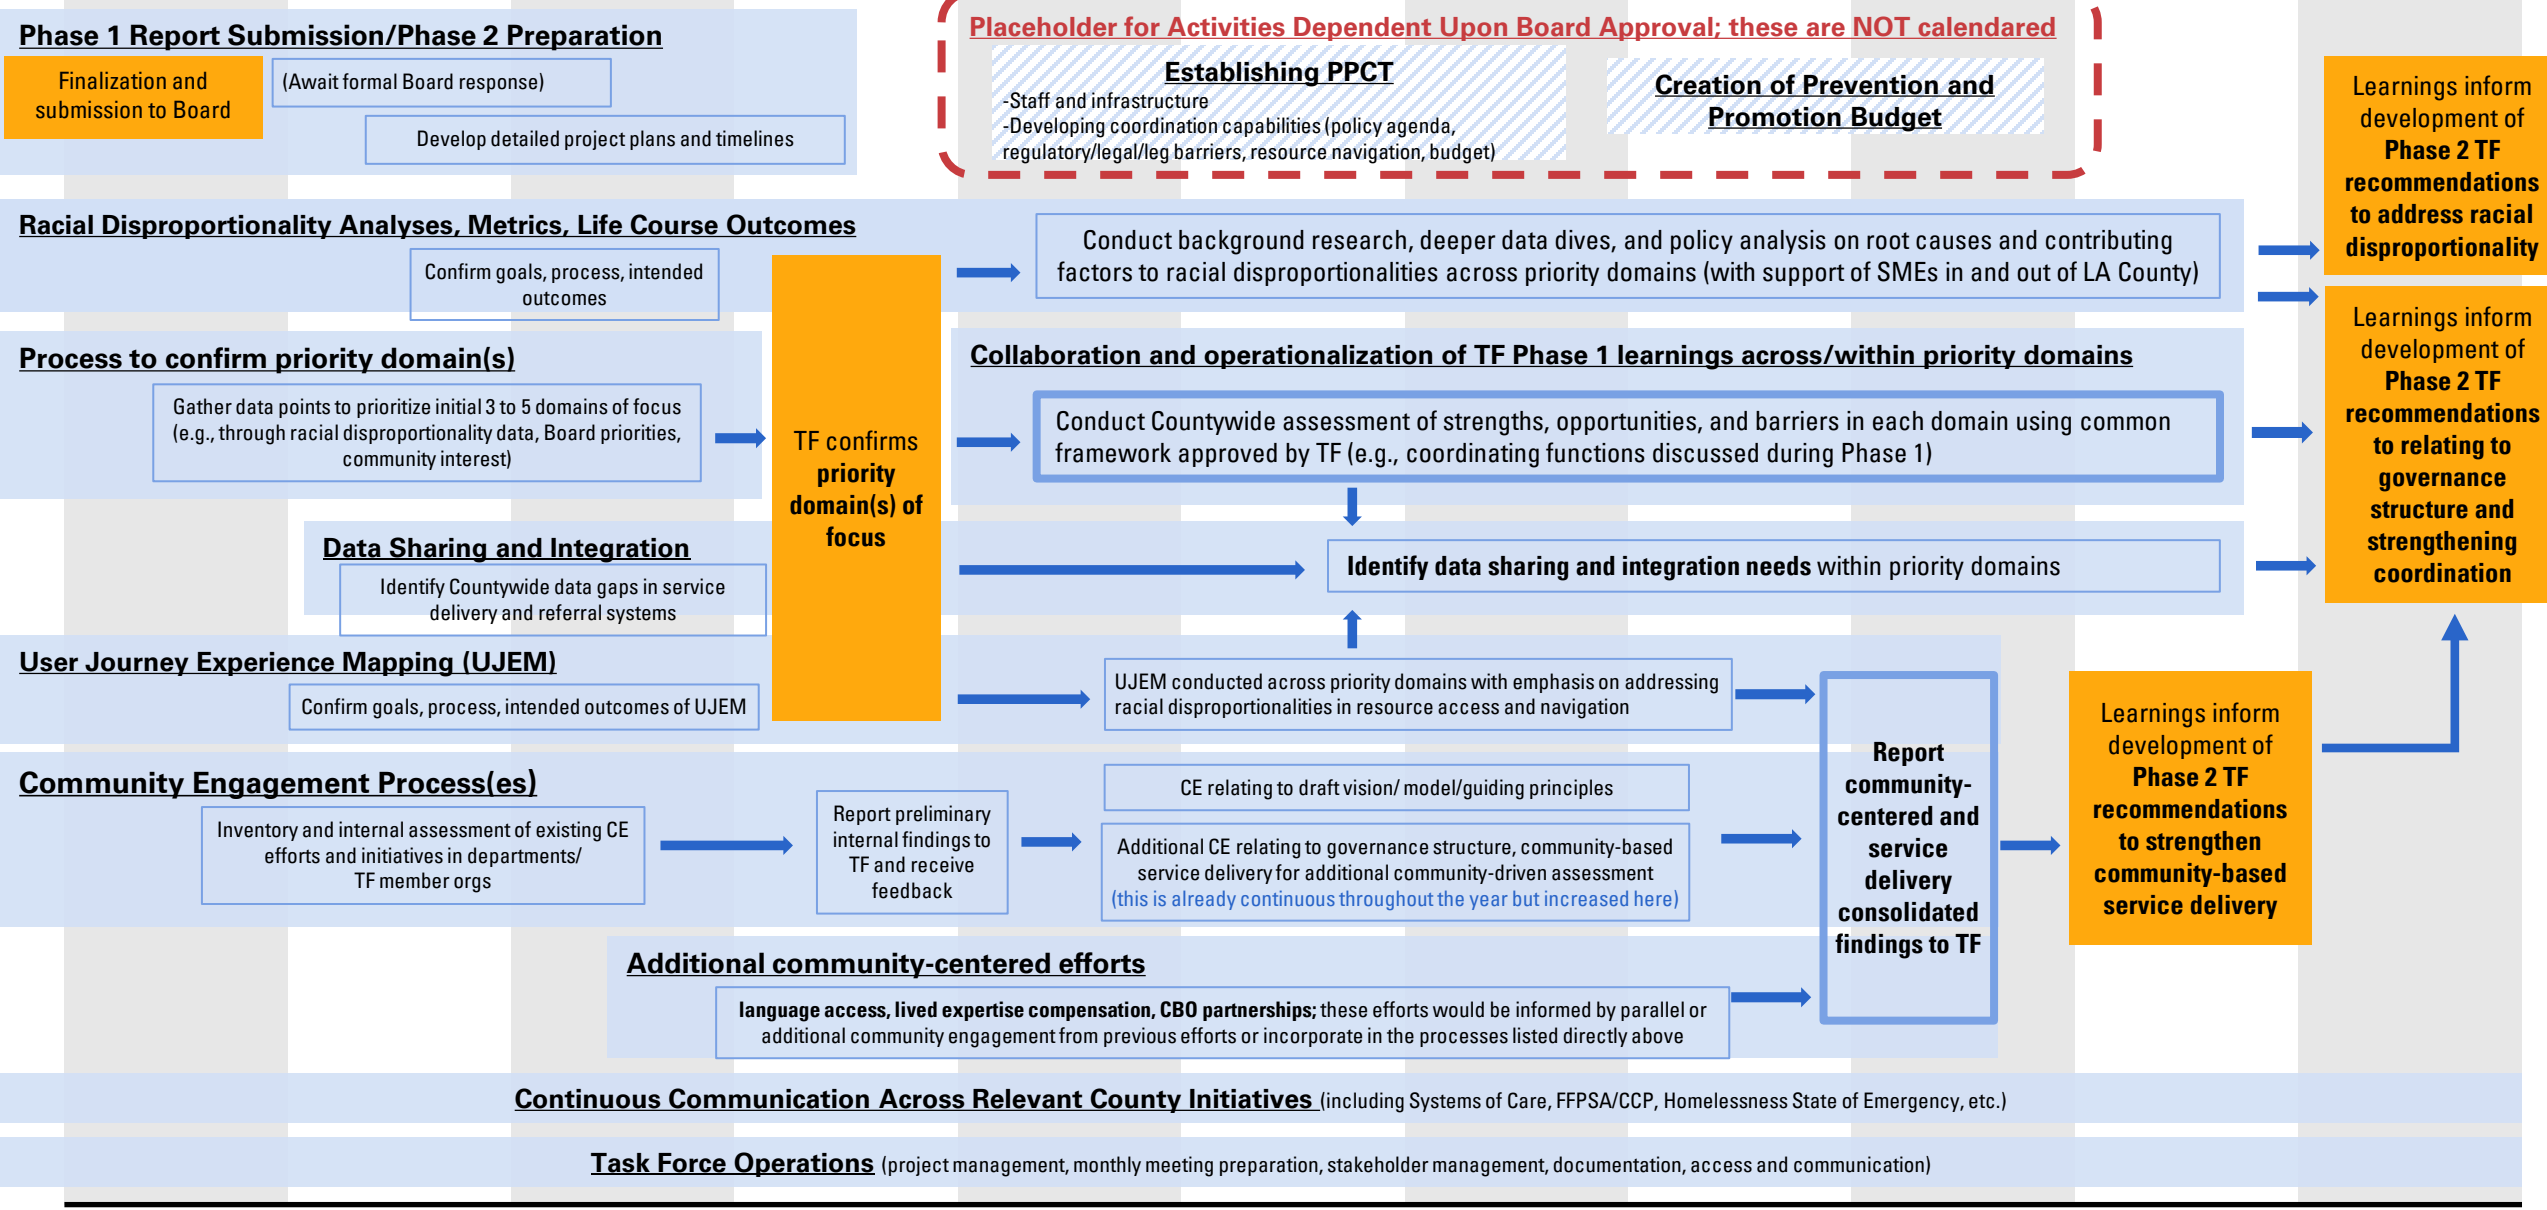 Phase 1 Report Submission/Phase 2 Preparation
Finalization and
submission to Board
(Await formal Board response)
Develop detailed project plans and timelines
Placeholder for Activities Dependent Upon Board Approval; these are NOT calendared
Establishing PPCT
-Staff and infrastructure
-Developing coordination capabilities (policy agenda,
regulatory/legal/leg barriers, resource navigation, budget)
Creation of Prevention and
Promotion Budget
Learnings inform
development of
Phase 2 TF
recommendations
to address racial
disproportionality
Racial Disproportionality Analyses, Metrics, Life Course Outcomes
Confirm goals, process, intended
outcomes
Conduct background research, deeper data dives, and policy analysis on root causes and contributing
factors to racial disproportionalities across priority domains (with support of SMEs in and out of LA County)
Process to confirm priority domain(s)
Gather data points to prioritize initial 3 to 5 domains of focus
(e.g., through racial disproportionality data, Board priorities,
community interest)
TF confirms
priority
domain(s) of
focus
Collaboration and operationalization of TF Phase 1 learnings across/within priority domains
Conduct Countywide assessment of strengths, opportunities, and barriers in each domain using common
framework approved by TF (e.g., coordinating functions discussed during Phase 1)
Learnings inform
development of
Phase 2 TF
recommendations
to relating to
governance
structure and
strengthening
coordination
Data Sharing and Integration
Identify Countywide data gaps in service
delivery and referral systems
Identify data sharing and integration needs within priority domains
User Journey Experience Mapping (UJEM)
Confirm goals, process, intended outcomes of UJEM
UJEM conducted across priority domains with emphasis on addressing
racial disproportionalities in resource access and navigation
Community Engagement Process(es)
Inventory and internal assessment of existing CE
efforts and initiatives in departments/
TF member orgs
Report preliminary
internal findings to
TF and receive
feedback
CE relating to draft vision/ model/guiding principles
Additional CE relating to governance structure, community-based
service delivery for additional community-driven assessment
(this is already continuous throughout the year but increased here)
Report
community-
centered and
service
delivery
consolidated
findings to TF
Learnings inform
development of
Phase 2 TF
recommendations
to strengthen
community-based
service delivery
Additional community-centered efforts
language access, lived expertise compensation, CBO partnerships; these efforts would be informed by parallel or
additional community engagement from previous efforts or incorporate in the processes listed directly above
Continuous Communication Across Relevant County Initiatives (including Systems of Care, FFPSA/CCP, Homelessness State of Emergency, etc.)
Task Force Operations (project management, monthly meeting preparation, stakeholder management, documentation, access and communication)